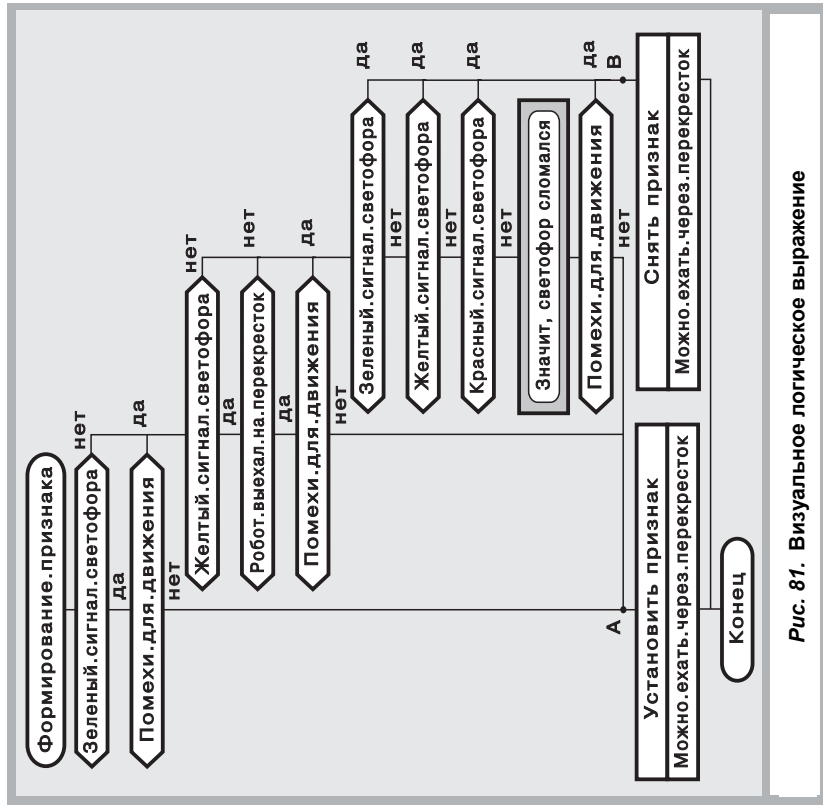 Формирование.признака
Зеленый.сигнал.светофора
нет
да
Помехи.для.движения
да
нет
Желтый.сигнал.светофора
нет
да
Робот.выехал.на.перекресток
нет
да
Помехи.для.движения
да
нет
Зеленый.сигнал.светофора
да
нет
Желтый.сигнал.светофора
да
нет
Красный.сигнал.светофора
да
нет
Значит, светофор сломался
Помехи.для.движения
да
нет
А
В
Установить признак
Можно.ехать.через.перекресток
Снять признак
Можно.ехать.через.перекресток
Конец
Рис. 81. Визуальное логическое выражение